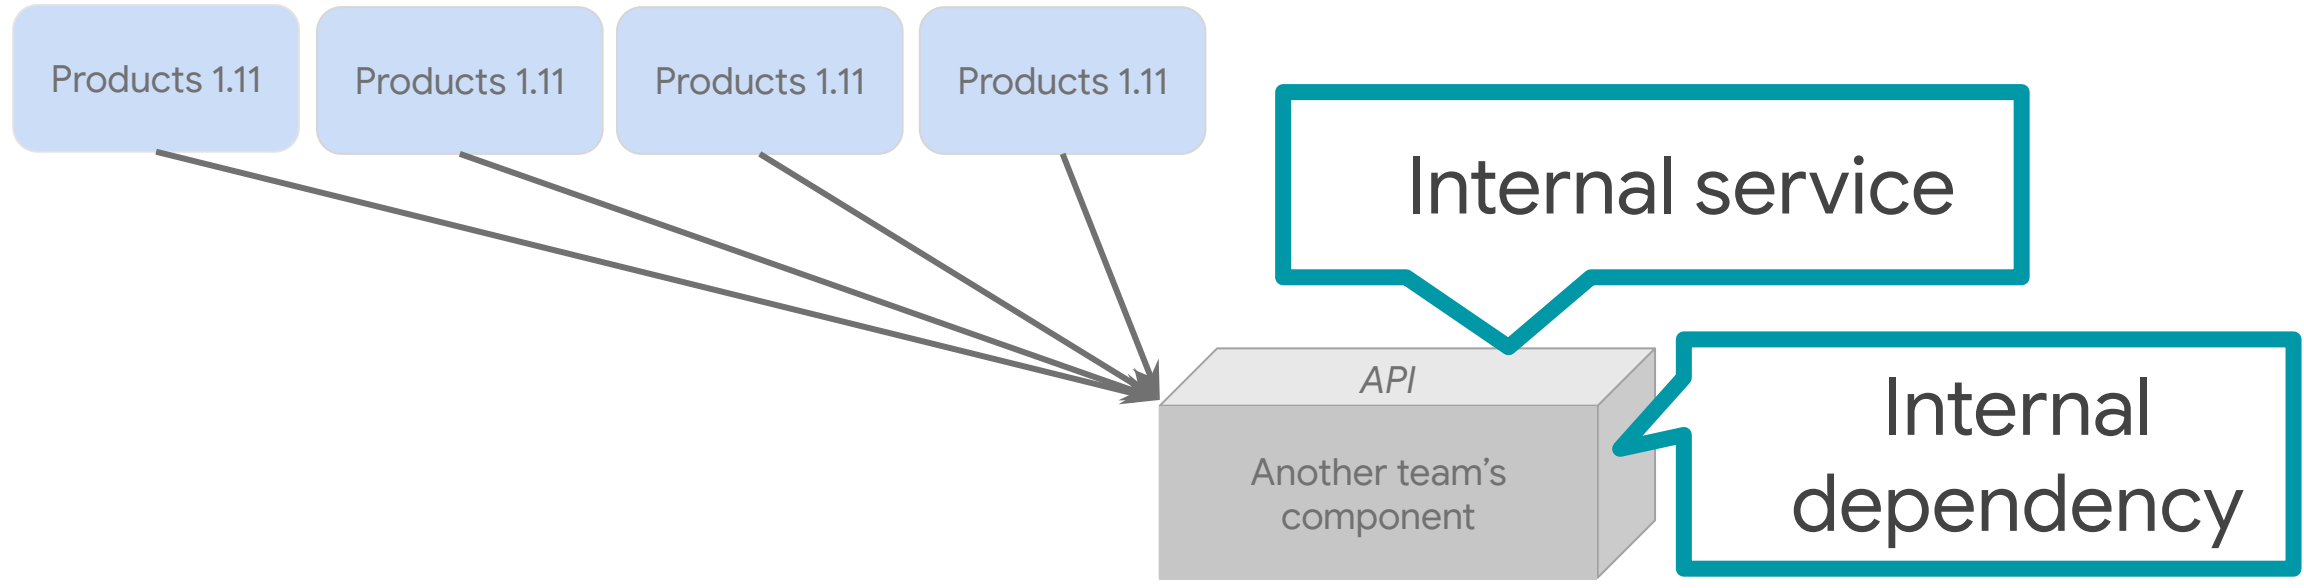 Products 1.11
Products 1.11
Products 1.11
Products 1.11
Internal service
API
Another team’s
component
Internal
dependency